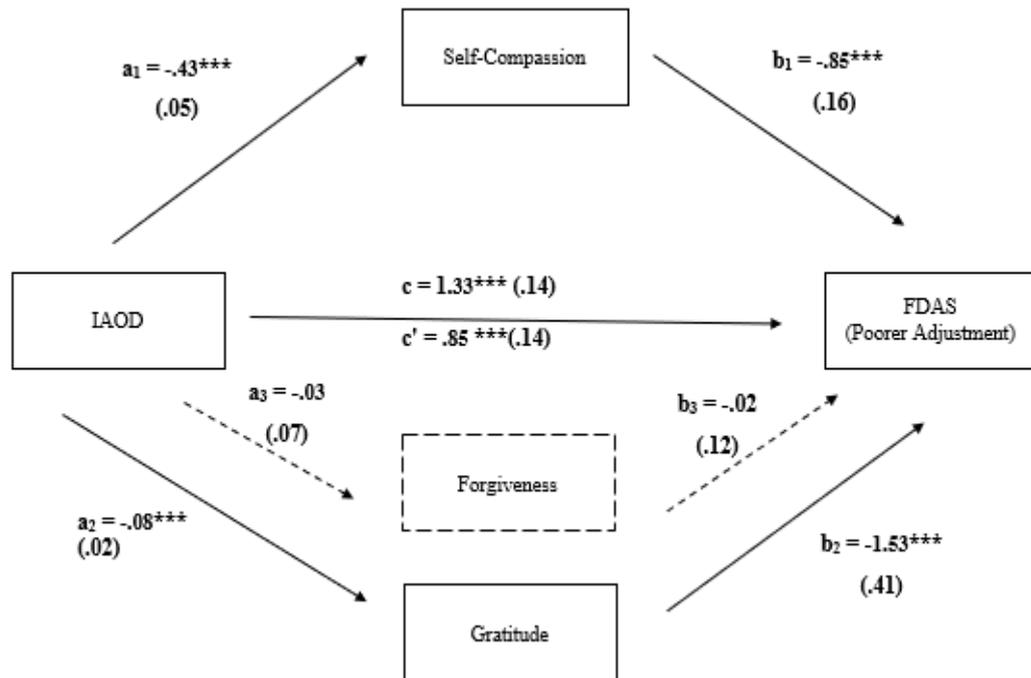 Self-Compassion
a₁ = -.43***
(.05)
b₁ = -.85***
(.16)
IAOD
c = 1.33*** (.14)
c' = .85 ***(.14)
FDAS
(Poorer Adjustment)
a₃ = -.03
(.07)
b₃ = -.02
(.12)
Forgiveness
a₂ = -.08***
(.02)
b₂ = -1.53***
(.41)
Gratitude